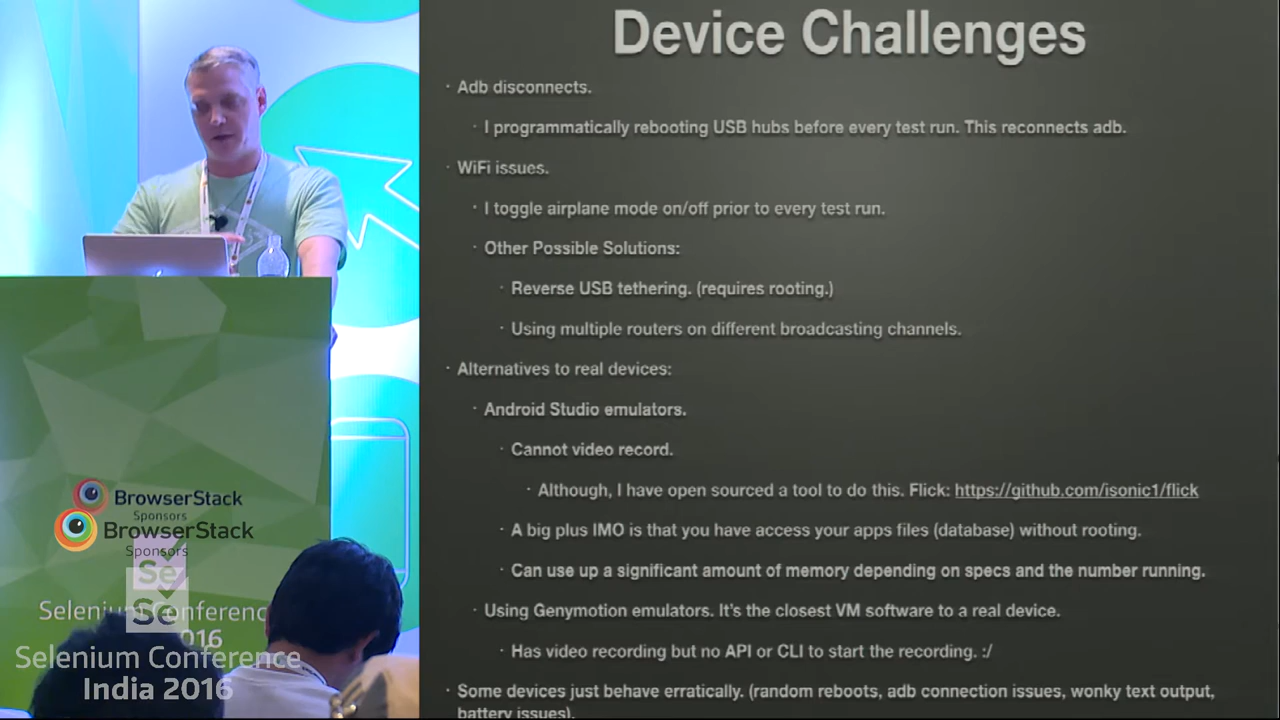 Device Challenges
· Adb disconnects.
· I programmatically rebooting USB hubs before every test run. This reconnects adb.
· WiFi issues.
· I toggle airplane mode on/off prior to every test run.
· Other Possible Solutions:
· Reverse USB tethering. (requires rooting.)
· Using multiple routers on different broadcasting channels.
· Alternatives to real devices:
· Android Studio emulators.
· Cannot video record.
· Although, I have open sourced a tool to do this. Flick: https://github.com/isonic1/flick
· A big plus IMO is that you have access your apps files (database) without rooting.
· Can use up a significant amount of memory depending on specs and the number running.
· Using Genymotion emulators. It's the closest VM software to a real device.
· Has video recording but no API or CLI to start the recording. :/
· Some devices just behave erratically. (random reboots, adb connection issues, wonky text output,
battery issues).
BrowserStack
Sponsors
BrowserStack
Sponsors
Se
Se
Selenium Conferenc
2016
Selenium Conference
India 2016